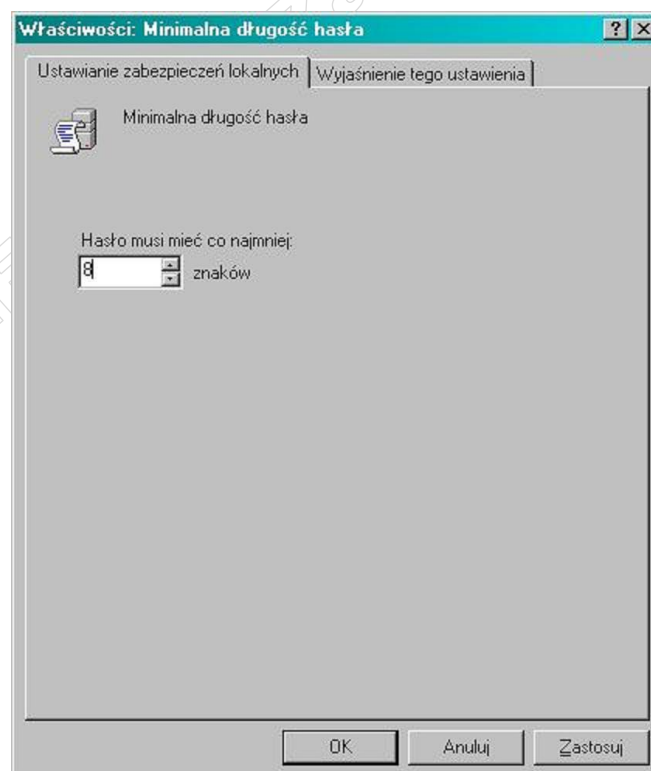 Właściwości: Minimalna długość hasła
Ustawianie zabezpieczeń lokalnych Wyjaśnienie tego ustawienia
Minimalna długość hasła
Hasło musi mieć co najmniej:
8 znaków
OK Anuluj Zastosuj